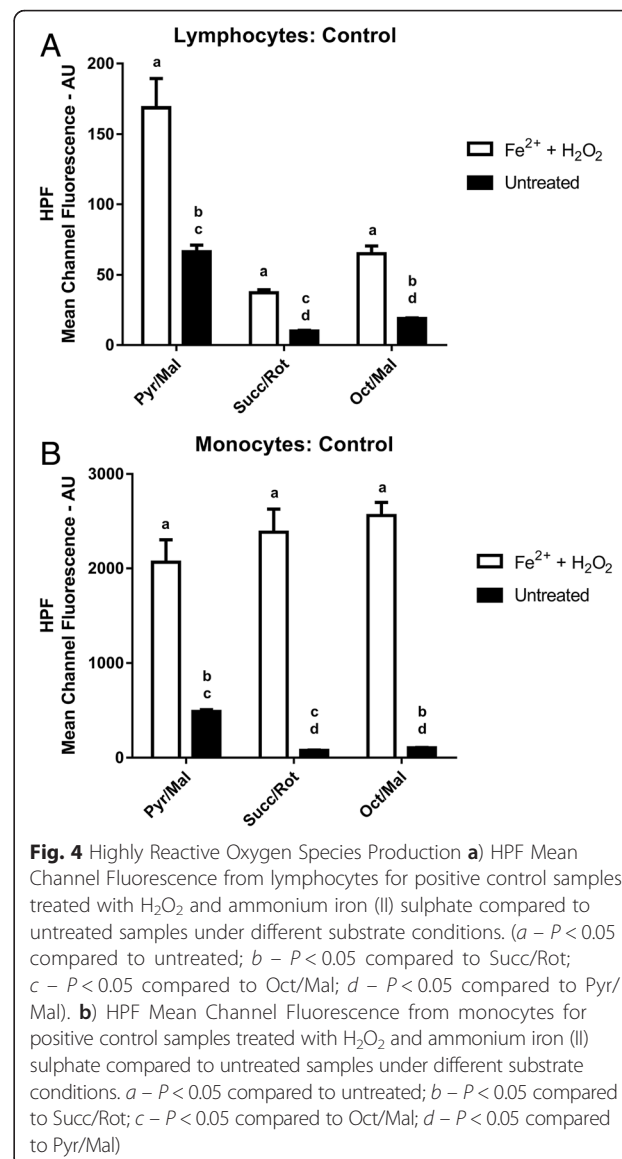 A
Lymphocytes: Control
HPF
Mean Channel Fluorescence - AU
200
150
100
50
0
a
b
c
a
c
d
a
b
d
Pyr/Mal
Succ/Rot
Oct/Mal
Fe²⁺ + H₂O₂
Untreated
B
Monocytes: Control
HPF
Mean Channel Fluorescence - AU
3000
2000
1000
0
a
b
c
a
c
d
a
b
d
Pyr/Mal
Succ/Rot
Oct/Mal
Fe²⁺ + H₂O₂
Untreated
Fig. 4 Highly Reactive Oxygen Species Production a) HPF Mean
Channel Fluorescence from lymphocytes for positive control samples
treated with H₂O₂ and ammonium iron (II) sulphate compared to
untreated samples under different substrate conditions. (a – P < 0.05
compared to untreated; b – P < 0.05 compared to Succ/Rot;
c – P < 0.05 compared to Oct/Mal; d – P < 0.05 compared to Pyr/
Mal). b) HPF Mean Channel Fluorescence from monocytes for
positive control samples treated with H₂O₂ and ammonium iron (II)
sulphate compared to untreated samples under different substrate
conditions. a – P < 0.05 compared to untreated; b – P < 0.05 compared
to Succ/Rot; c – P < 0.05 compared to Oct/Mal; d – P < 0.05 compared
to Pyr/Mal)